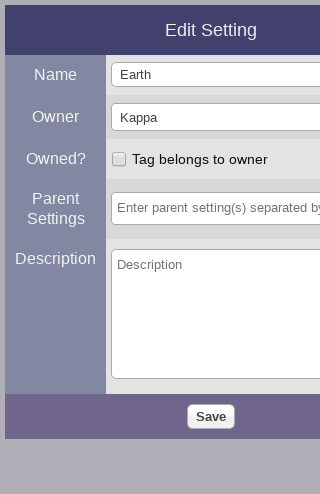 Edit Setting
Name
Earth
Owner
Kappa
Owned?
Tag belongs to owner
Parent
Settings
Enter parent setting(s) separated by
Description
Description
Save